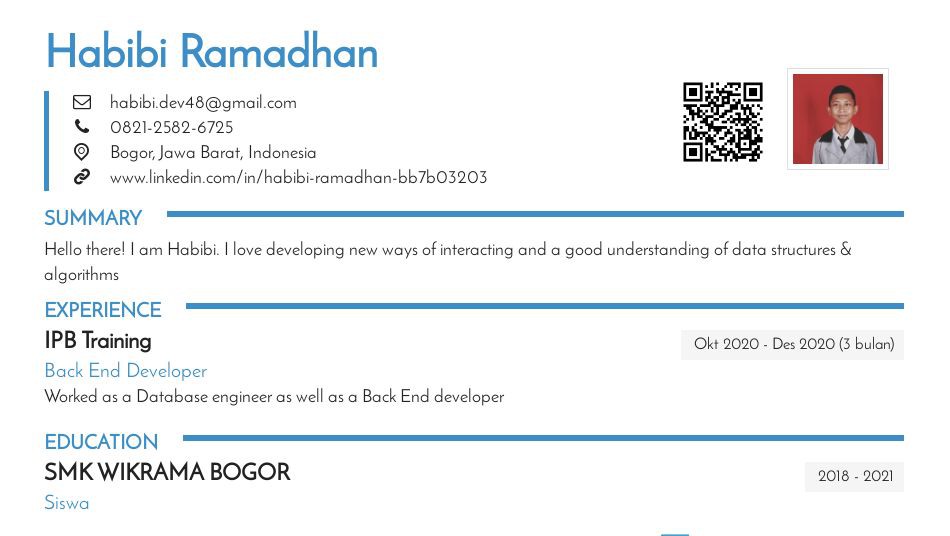 Habibi Ramadhan
habibi.dev48@gmail.com
0821-2582-6725
Bogor, Jawa Barat, Indonesia
www.linkedin.com/in/habibi-ramadhan-bb7b03203
SUMMARY
Hello there! I am Habibi. I love developing new ways of interacting and a good understanding of data structures &
algorithms
EXPERIENCE
IPB Training
Okt 2020 - Des 2020 (3 bulan)
Back End Developer
Worked as a Database engineer as well as a Back End developer
EDUCATION
SMK WIKRAMA BOGOR
2018 - 2021
Siswa